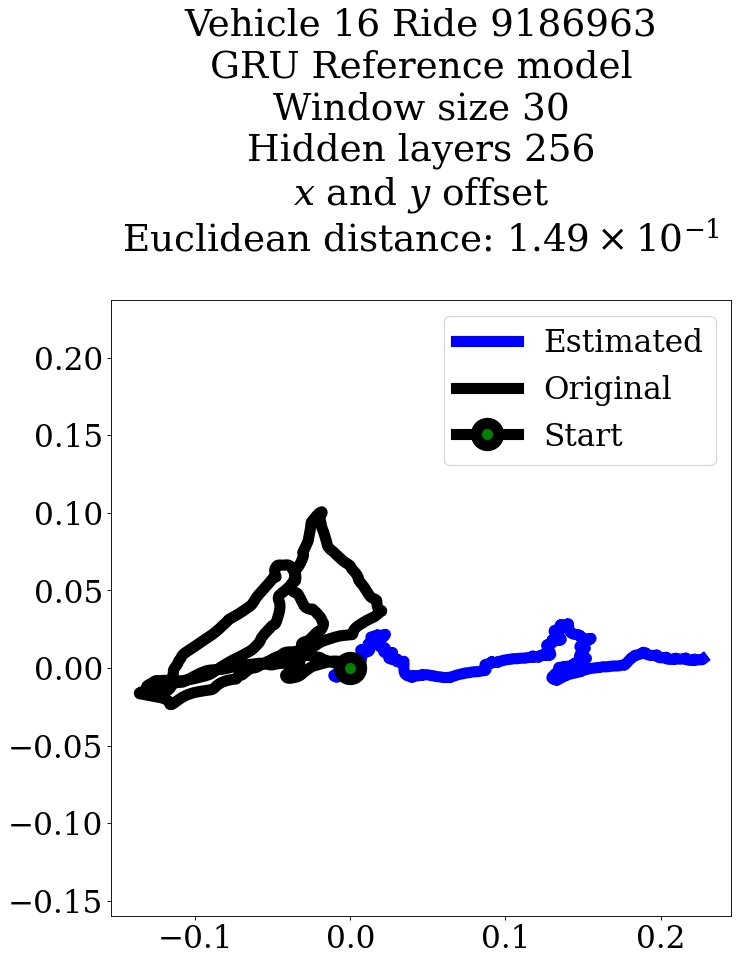 Vehicle 16 Ride 9186963
GRU Reference model
Window size 30
Hidden layers 256
x and y offset
Euclidean distance: 1.49 × 10⁻¹
Estimated
Original
Start
0.20
0.15
0.10
0.05
0.00
−0.05
−0.10
−0.15
−0.1 0.0 0.1 0.2